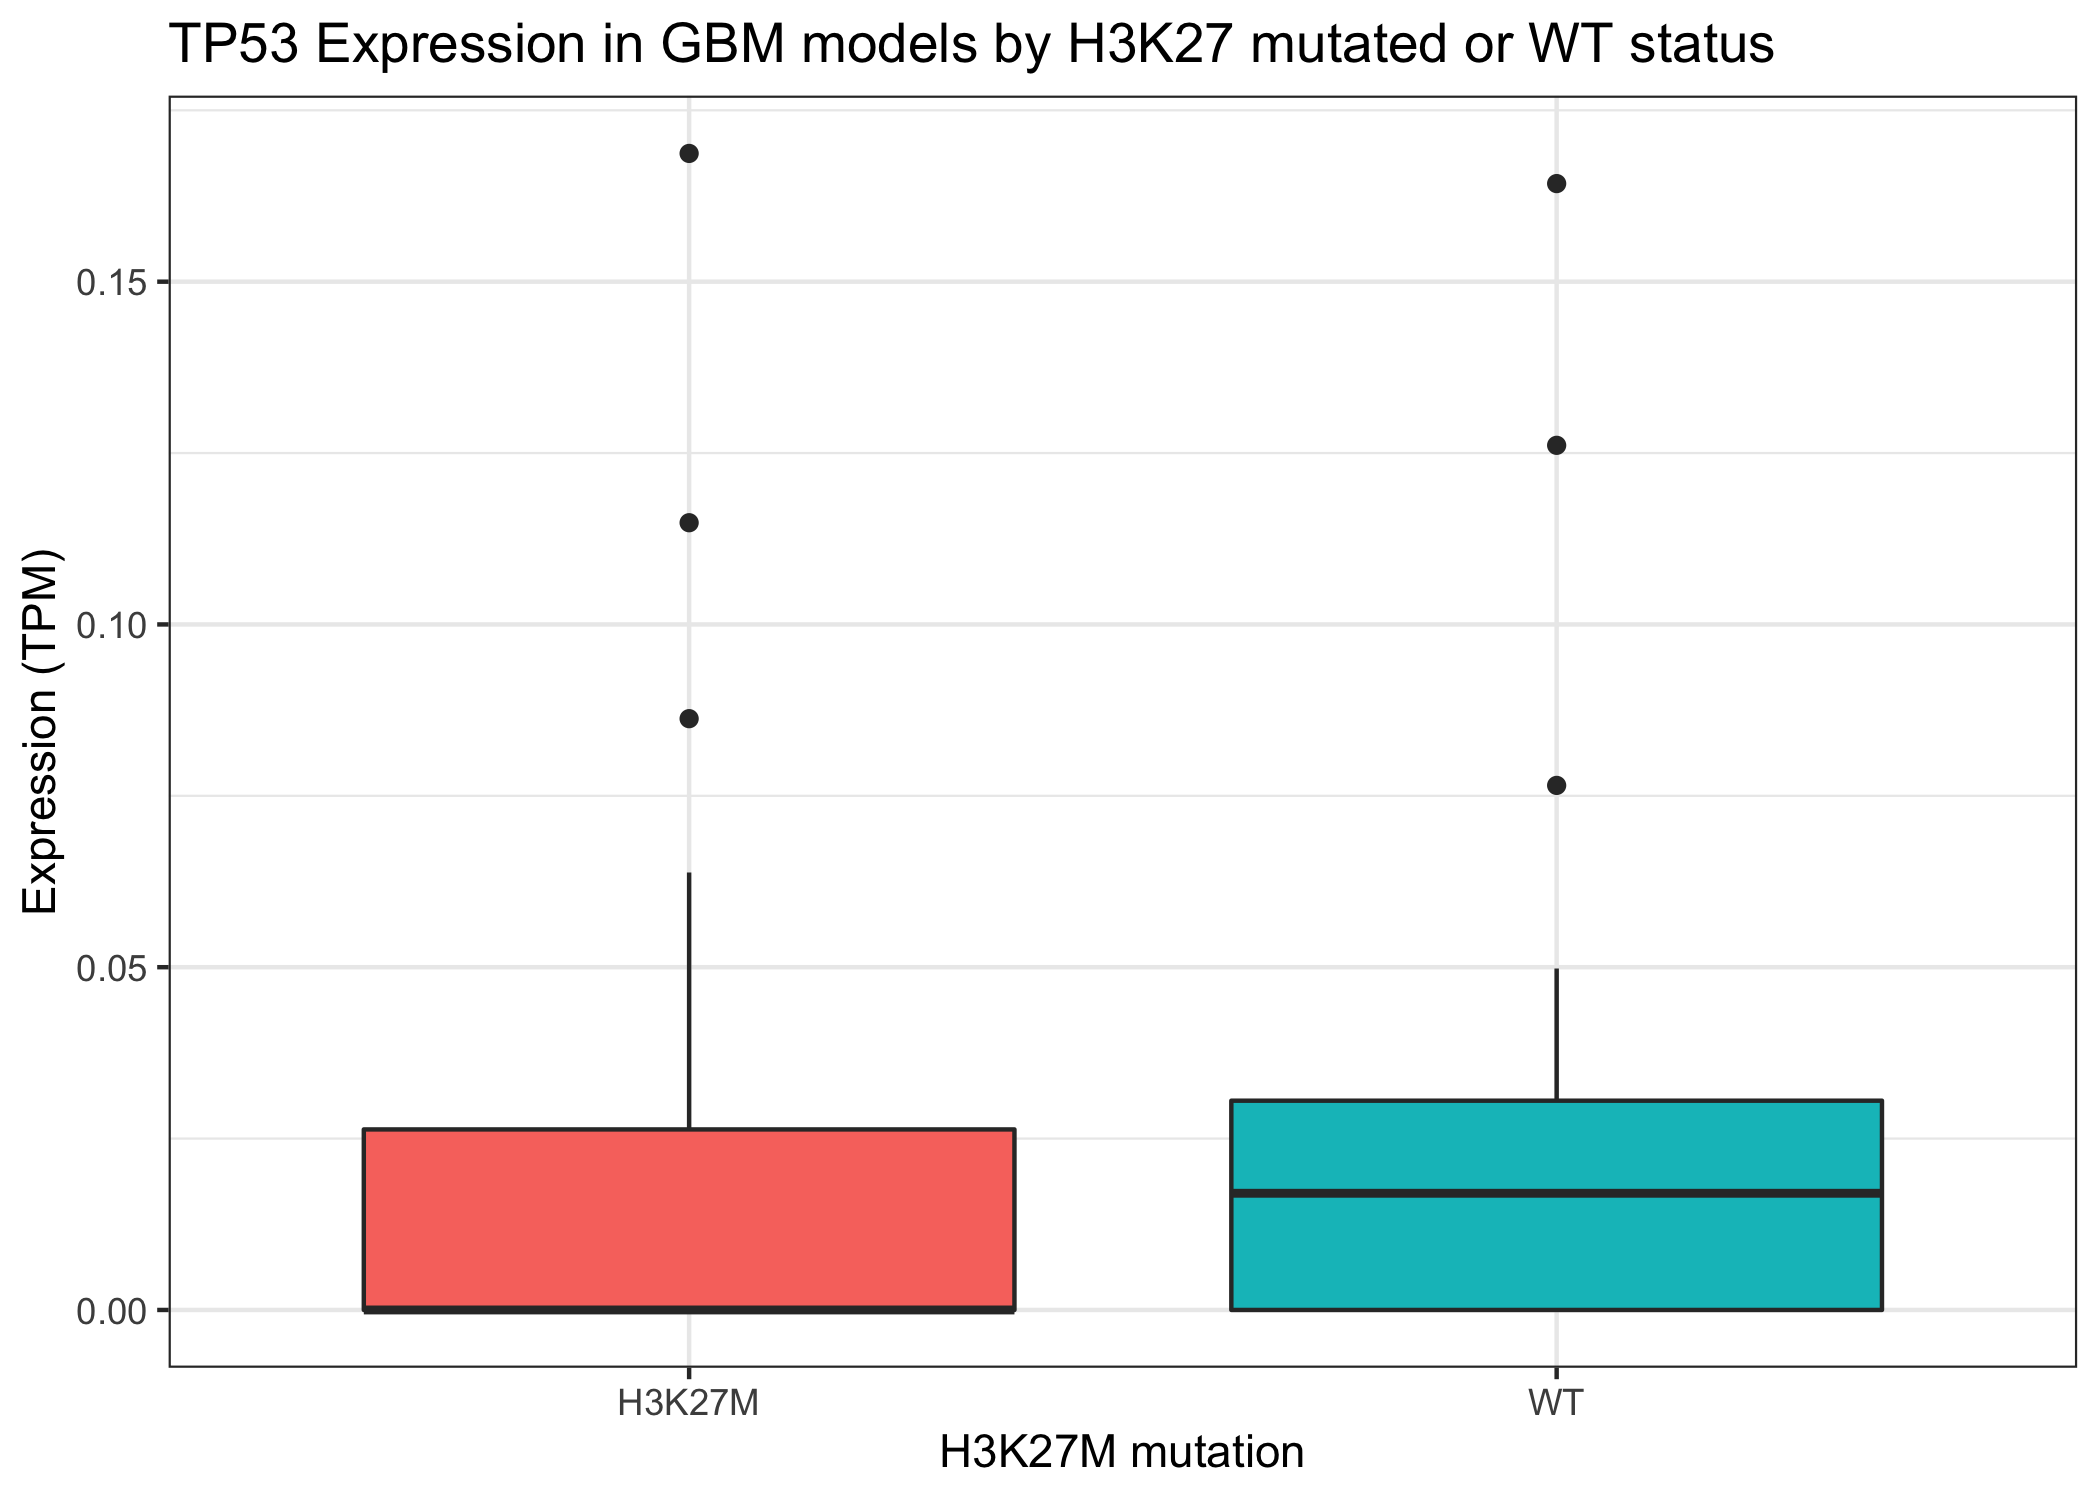 TP53 Expression in GBM models by H3K27 mutated or WT status
Expression (TPM)
0.15
0.10
0.05
0.00
H3K27M
WT
H3K27M mutation